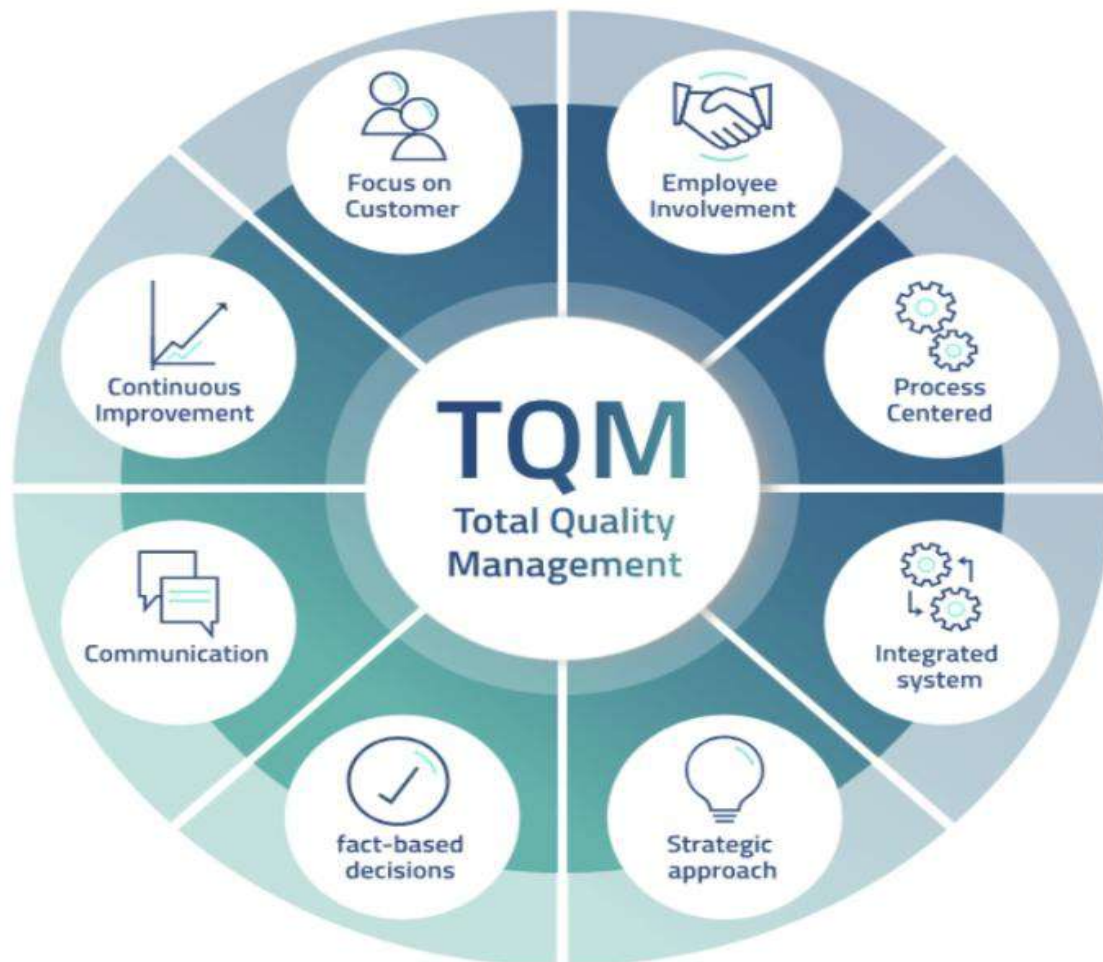 TQM
Total Quality
Management
Focus on
Customer
Employee
Involvement
Process
Centered
Integrated
system
Strategic
approach
fact-based
decisions
Communication
Continuous
Improvement